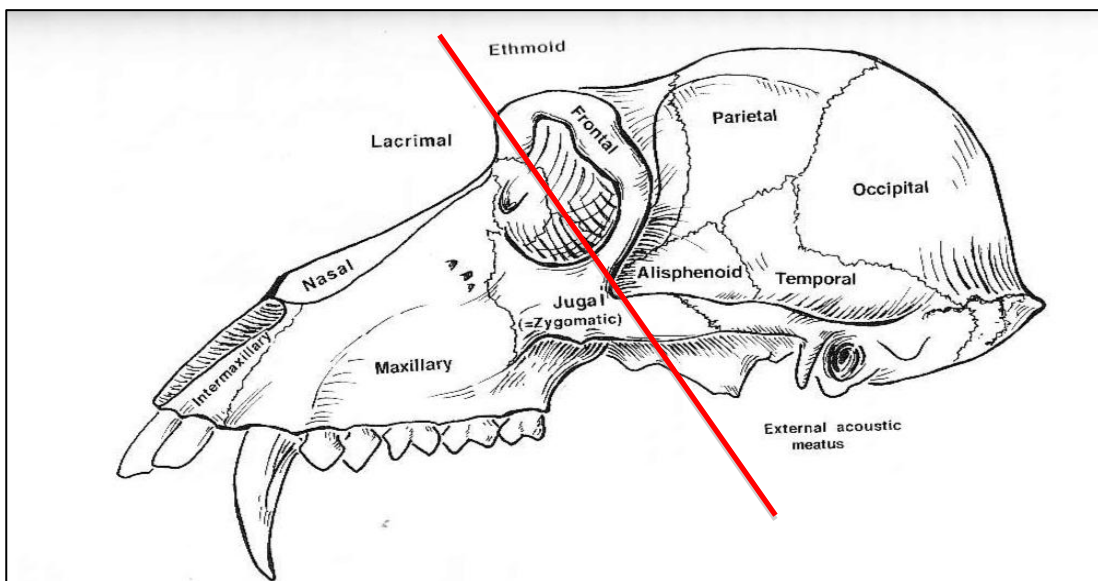 Ethmoid
Lacrimal
Frontal
Parietal
Occipital
Nasal
Alisphenoid
Temporal
Jugal
(=Zygomatic)
Intermaxillary
Maxillary
External acoustic
meatus